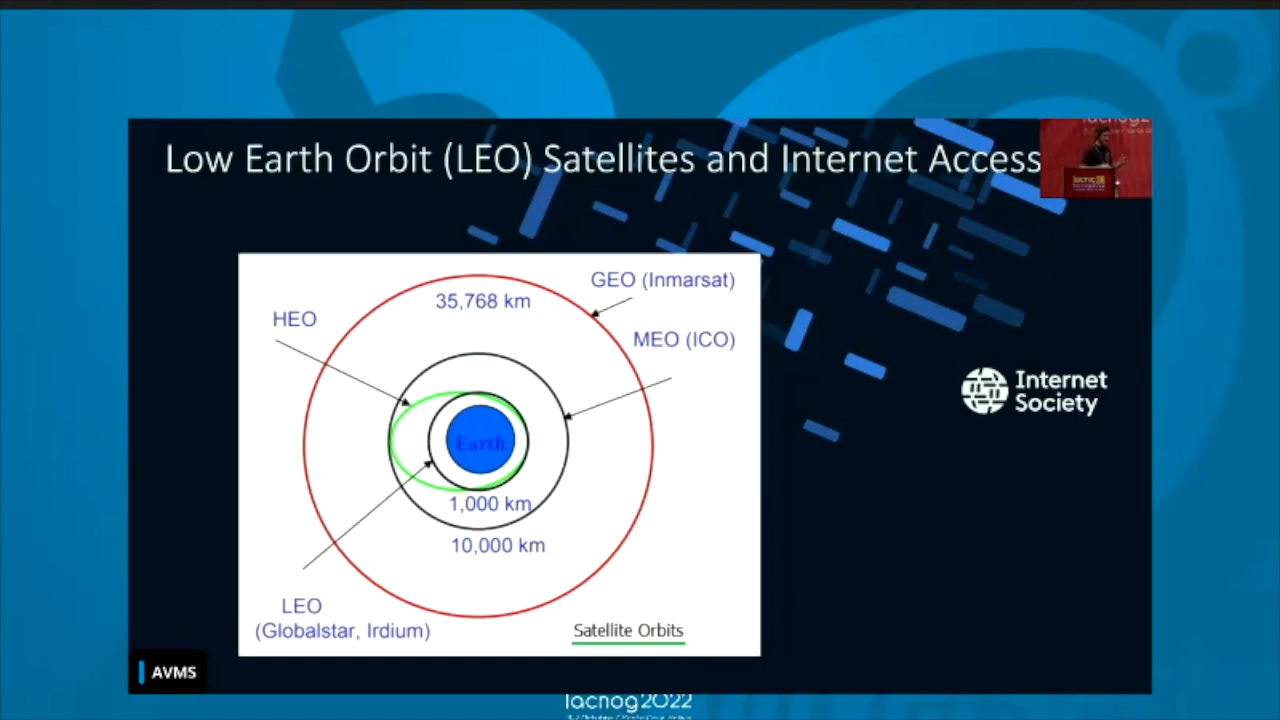 Low Earth Orbit (LEO) Satellites and Internet Access
GEO (Inmarsat)
35,768 km
HEO
MEO (ICO)
Earth
1,000 km
10,000 km
LEO
(Globalstar, Irdium)
Satellite Orbits
Internet
Society
AVMS
lacnog2022